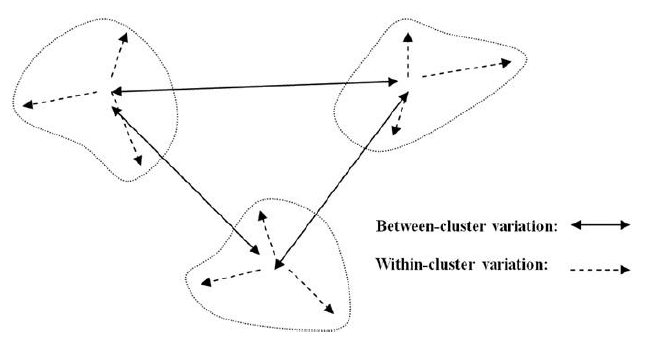 Between-cluster variation:
Within-cluster variation: